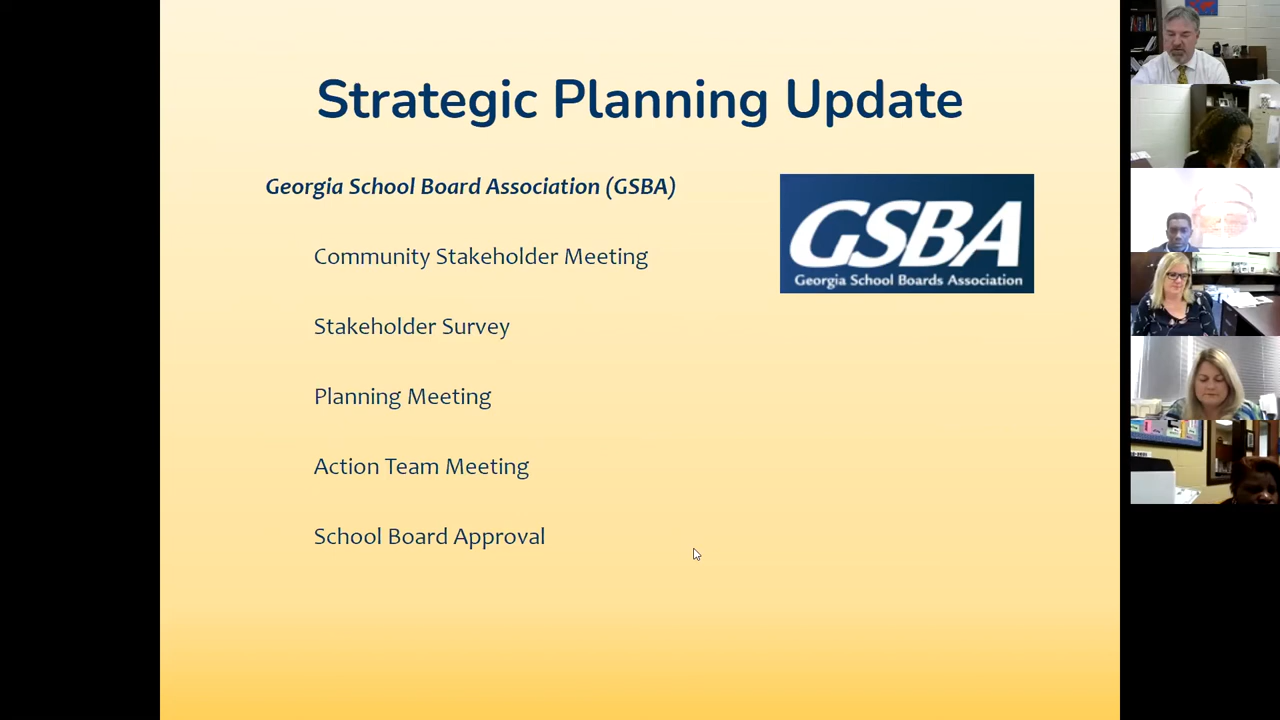 Strategic Planning Update
Georgia School Board Association (GSBA)
GSBA
Georgia School Boards Association
Community Stakeholder Meeting
Stakeholder Survey
Planning Meeting
Action Team Meeting
School Board Approval